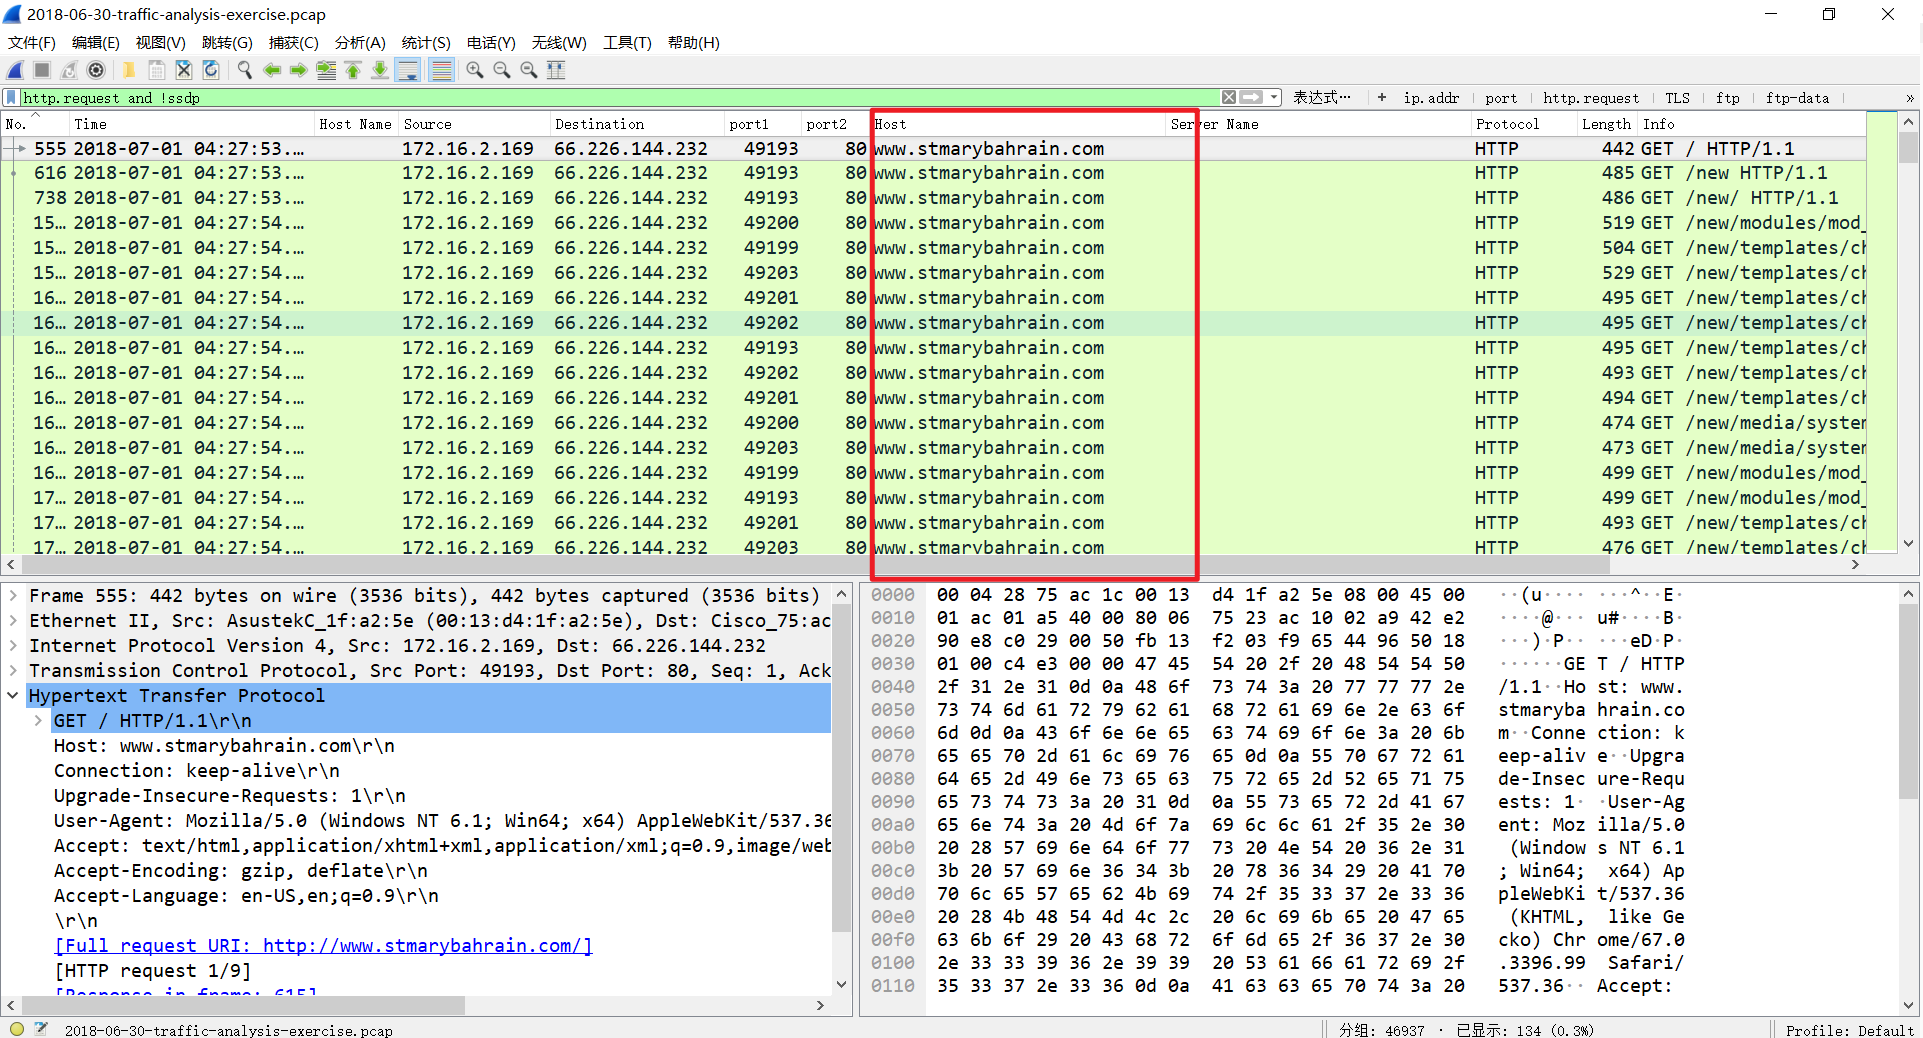 2018-06-30-traffic-analysis-exercise.pcap
文件(F) 编辑(E) 视图(V) 跳转(G) 捕获(C) 分析(A) 统计(S) 电话(Y) 无线(W) 工具(T) 帮助(H)
http.request and !ssdp 表达式… + ip.addr port http.request TLS ftp ftp-data »
No. Time Host Name Source Destination port1 port2 Host Server Name Protocol Length Info
555 2018-07-01 04:27:53.… 172.16.2.169 66.226.144.232 49193 80 www.stmarybahrain.com HTTP 442 GET / HTTP/1.1
616 2018-07-01 04:27:53.… 172.16.2.169 66.226.144.232 49193 80 www.stmarybahrain.com HTTP 485 GET /new HTTP/1.1
738 2018-07-01 04:27:53.… 172.16.2.169 66.226.144.232 49193 80 www.stmarybahrain.com HTTP 486 GET /new/ HTTP/1.1
15… 2018-07-01 04:27:54.… 172.16.2.169 66.226.144.232 49200 80 www.stmarybahrain.com HTTP 519 GET /new/modules/mod_
15… 2018-07-01 04:27:54.… 172.16.2.169 66.226.144.232 49199 80 www.stmarybahrain.com HTTP 504 GET /new/templates/ch
15… 2018-07-01 04:27:54.… 172.16.2.169 66.226.144.232 49203 80 www.stmarybahrain.com HTTP 529 GET /new/templates/ch
16… 2018-07-01 04:27:54.… 172.16.2.169 66.226.144.232 49201 80 www.stmarybahrain.com HTTP 495 GET /new/templates/ch
16… 2018-07-01 04:27:54.… 172.16.2.169 66.226.144.232 49202 80 www.stmarybahrain.com HTTP 495 GET /new/templates/ch
16… 2018-07-01 04:27:54.… 172.16.2.169 66.226.144.232 49193 80 www.stmarybahrain.com HTTP 495 GET /new/templates/ch
16… 2018-07-01 04:27:54.… 172.16.2.169 66.226.144.232 49202 80 www.stmarybahrain.com HTTP 493 GET /new/templates/ch
16… 2018-07-01 04:27:54.… 172.16.2.169 66.226.144.232 49201 80 www.stmarybahrain.com HTTP 494 GET /new/templates/ch
16… 2018-07-01 04:27:54.… 172.16.2.169 66.226.144.232 49200 80 www.stmarybahrain.com HTTP 474 GET /new/media/system
16… 2018-07-01 04:27:54.… 172.16.2.169 66.226.144.232 49203 80 www.stmarybahrain.com HTTP 473 GET /new/media/system
16… 2018-07-01 04:27:54.… 172.16.2.169 66.226.144.232 49199 80 www.stmarybahrain.com HTTP 499 GET /new/modules/mod_
17… 2018-07-01 04:27:54.… 172.16.2.169 66.226.144.232 49193 80 www.stmarybahrain.com HTTP 499 GET /new/modules/mod_
17… 2018-07-01 04:27:54.… 172.16.2.169 66.226.144.232 49201 80 www.stmarybahrain.com HTTP 493 GET /new/templates/ch
17… 2018-07-01 04:27:54.… 172.16.2.169 66.226.144.232 49203 80 www.stmarybahrain.com HTTP 476 GET /new/templates/ch
Frame 555: 442 bytes on wire (3536 bits), 442 bytes captured (3536 bits)
Ethernet II, Src: AsustekC_1f:a2:5e (00:13:d4:1f:a2:5e), Dst: Cisco_75:ac
Internet Protocol Version 4, Src: 172.16.2.169, Dst: 66.226.144.232
Transmission Control Protocol, Src Port: 49193, Dst Port: 80, Seq: 1, Ack
Hypertext Transfer Protocol
GET / HTTP/1.1\r\n
Host: www.stmarybahrain.com\r\n
Connection: keep-alive\r\n
Upgrade-Insecure-Requests: 1\r\n
User-Agent: Mozilla/5.0 (Windows NT 6.1; Win64; x64) AppleWebKit/537.36
Accept: text/html,application/xhtml+xml,application/xml;q=0.9,image/web
Accept-Encoding: gzip, deflate\r\n
Accept-Language: en-US,en;q=0.9\r\n
\r\n
[Full request URI: http://www.stmarybahrain.com/]
[HTTP request 1/9]
[Response in frame: 615]
0000 00 04 28 75 ac 1c 00 13 d4 1f a2 5e 08 00 45 00 ··(u···· ···^··E·
0010 01 ac 01 a5 40 00 80 06 75 23 ac 10 02 a9 42 e2 ····@··· u#····B·
0020 90 e8 c0 29 00 50 fb 13 f2 03 f9 65 44 96 50 18 ···)·P·· ···eD·P·
0030 01 00 c4 e3 00 00 47 45 54 20 2f 20 48 54 54 50 ······GE T / HTTP
0040 2f 31 2e 31 0d 0a 48 6f 73 74 3a 20 77 77 77 2e /1.1··Ho st: www.
0050 73 74 6d 61 72 79 62 61 68 72 61 69 6e 2e 63 6f stmaryba hrain.co
0060 6d 0d 0a 43 6f 6e 6e 65 63 74 69 6f 6e 3a 20 6b m··Conne ction: k
0070 65 65 70 2d 61 6c 69 76 65 0d 0a 55 70 67 72 61 eep-aliv e··Upgra
0080 64 65 2d 49 6e 73 65 63 75 72 65 2d 52 65 71 75 de-Insec ure-Requ
0090 65 73 74 73 3a 20 31 0d 0a 55 73 65 72 2d 41 67 ests: 1· ·User-Ag
00a0 65 6e 74 3a 20 4d 6f 7a 69 6c 6c 61 2f 35 2e 30 ent: Moz illa/5.0
00b0 20 28 57 69 6e 64 6f 77 73 20 4e 54 20 36 2e 31 (Window s NT 6.1
00c0 3b 20 57 69 6e 36 34 3b 20 78 36 34 29 20 41 70 ; Win64; x64) Ap
00d0 70 6c 65 57 65 62 4b 69 74 2f 35 33 37 2e 33 36 pleWebKi t/537.36
00e0 20 28 4b 48 54 4d 4c 2c 20 6c 69 6b 65 20 47 65 (KHTML, like Ge
00f0 63 6b 6f 29 20 43 68 72 6f 6d 65 2f 36 37 2e 30 cko) Chr ome/67.0
0100 2e 33 33 39 36 2e 39 39 20 53 61 66 61 72 69 2f .3396.99 Safari/
0110 35 33 37 2e 33 36 0d 0a 41 63 63 65 70 74 3a 20 537.36·· Accept:
2018-06-30-traffic-analysis-exercise.pcap 分组: 46937 · 已显示: 134 (0.3%) Profile: Default